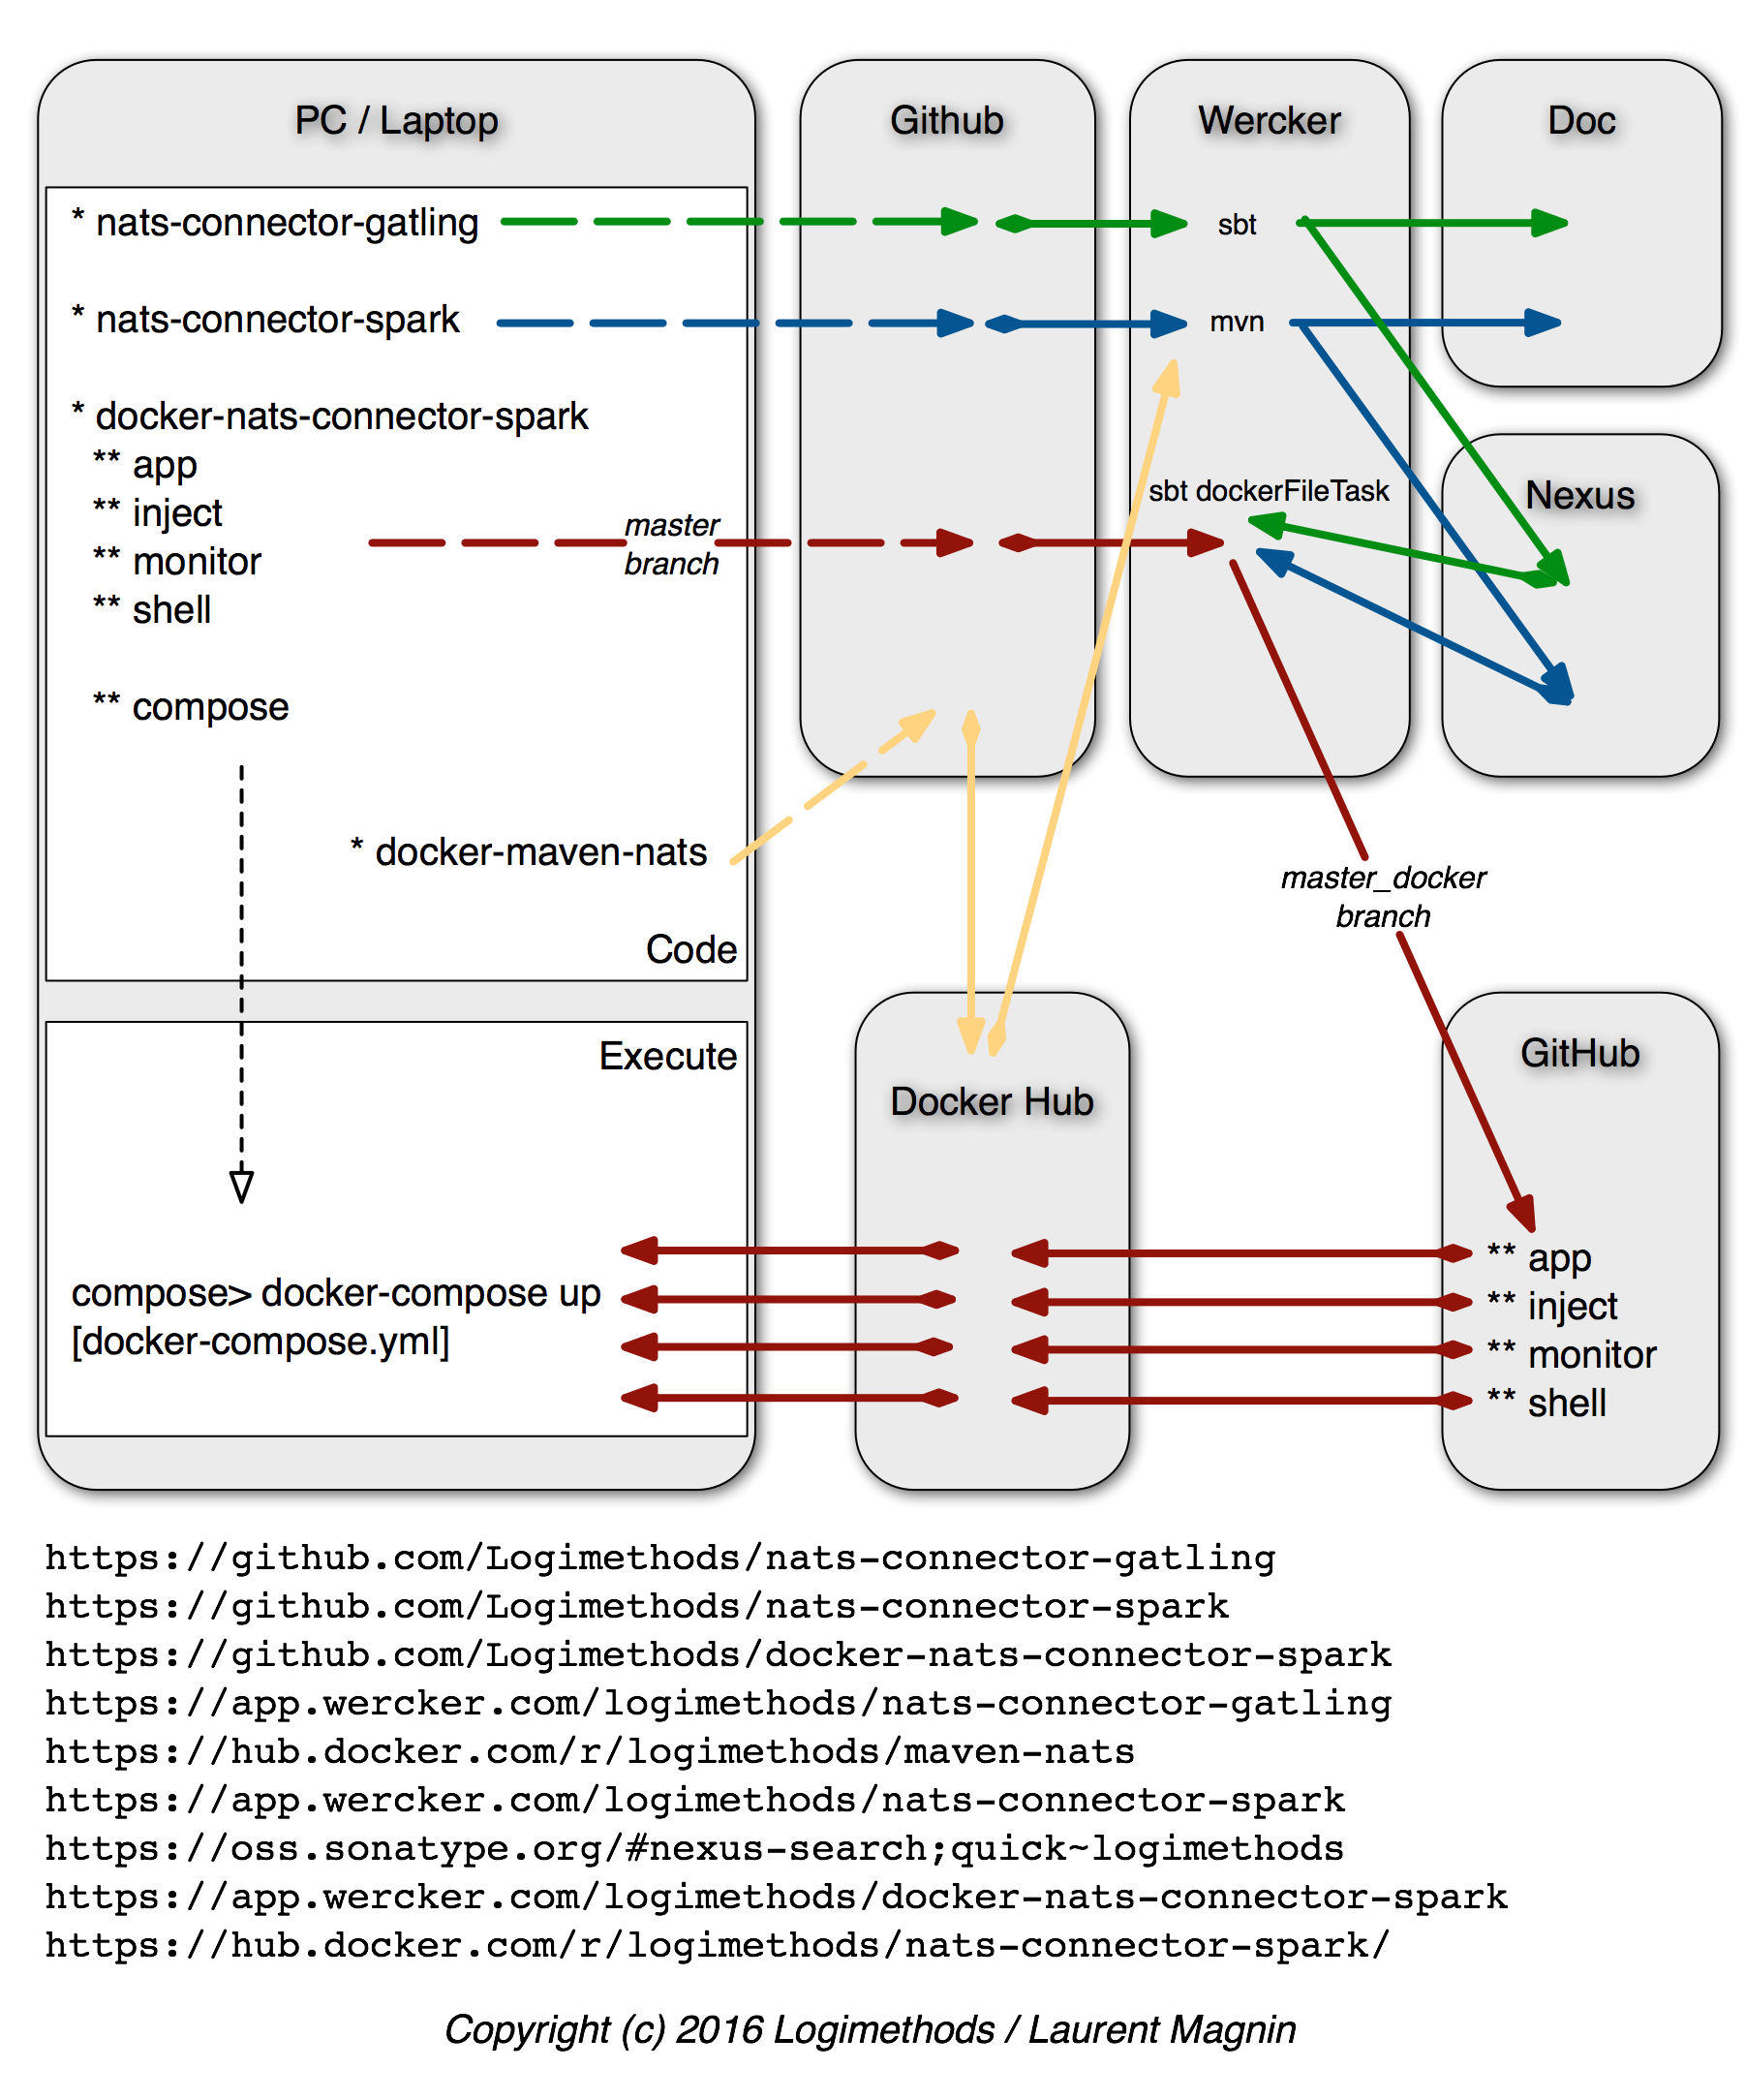 PC / Laptop
Github
Wercker
Doc
* nats-connector-gatling
sbt
* nats-connector-spark
mvn
* docker-nats-connector-spark
** app
** inject
** monitor
** shell
** compose
master
branch
sbt dockerFileTask
Nexus
* docker-maven-nats
Code
master_docker
branch
Execute
Docker Hub
GitHub
compose> docker-compose up
[docker-compose.yml]
** app
** inject
** monitor
** shell
https://github.com/Logimethods/nats-connector-gatling
https://github.com/Logimethods/nats-connector-spark
https://github.com/Logimethods/docker-nats-connector-spark
https://app.wercker.com/logimethods/nats-connector-gatling
https://hub.docker.com/r/logimethods/maven-nats
https://app.wercker.com/logimethods/nats-connector-spark
https://oss.sonatype.org/#nexus-search;quick~logimethods
https://app.wercker.com/logimethods/docker-nats-connector-spark
https://hub.docker.com/r/logimethods/nats-connector-spark/
Copyright (c) 2016 Logimethods / Laurent Magnin